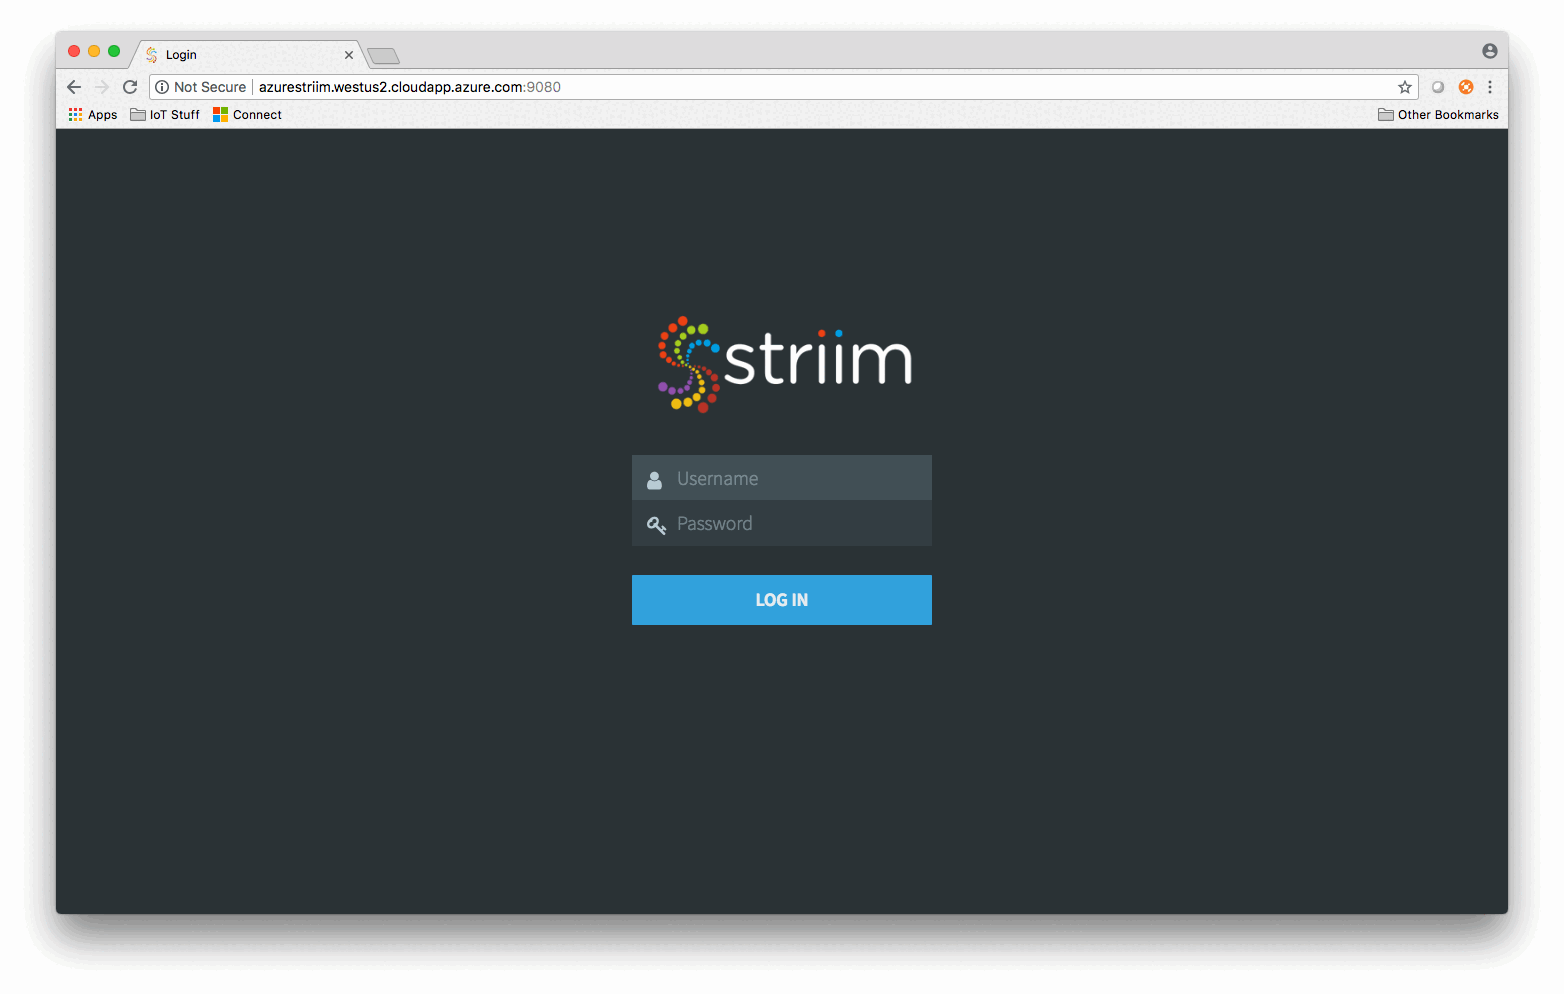 Login
Not Secure azurestriim.westus2.cloudapp.azure.com:9080
Apps IoT Stuff Connect Other Bookmarks
striim
Username
Password
LOG IN